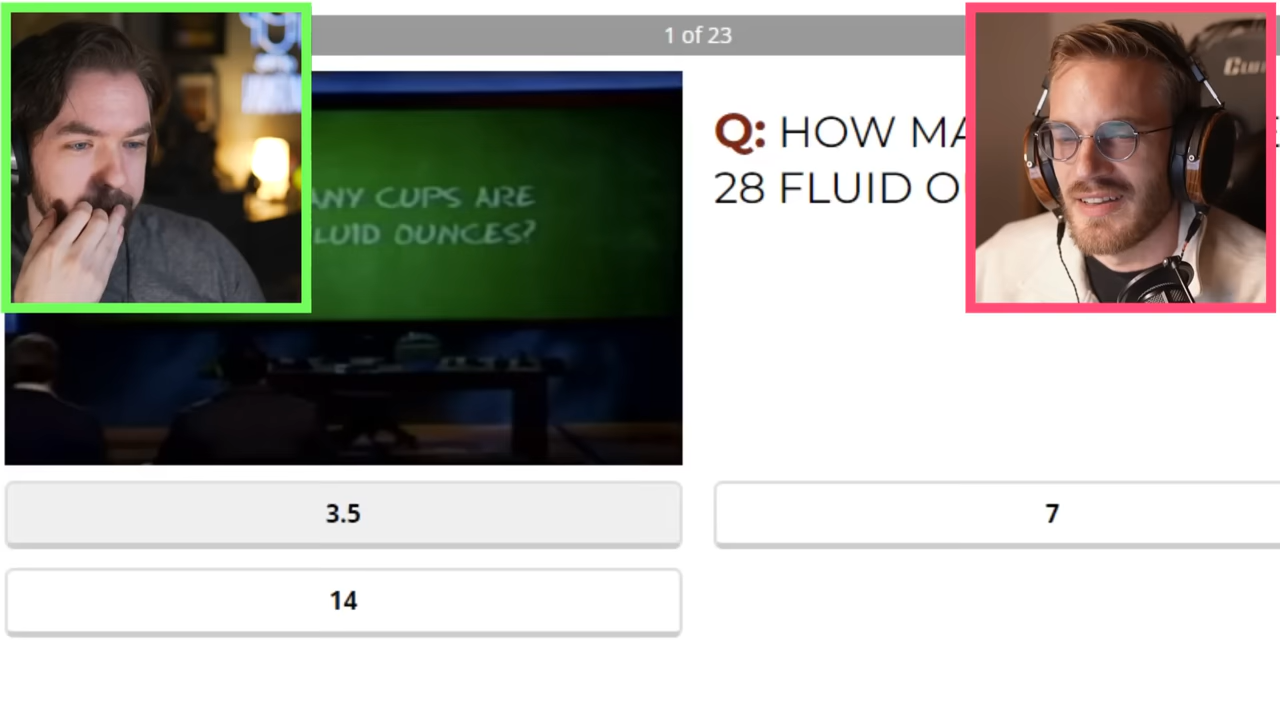 1 of 23
Q: HOW MA
28 FLUID O
ANY CUPS ARE
LUID OUNCES?
3.5
7
14